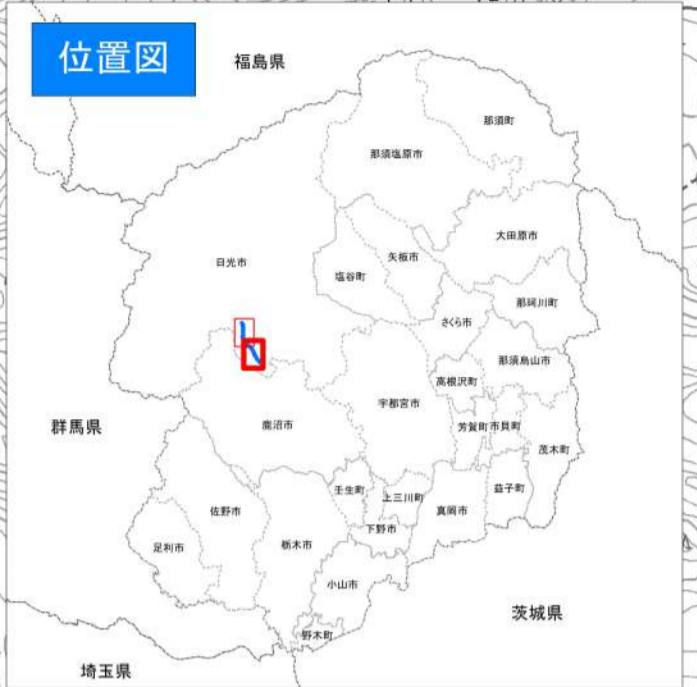 位置図
福島県
那須町
那須塩原市
大田原市
日光市
矢板市
塩谷町
那珂川町
さくら市
那須烏山市
高根沢町
宇都宮市
群馬県
鹿沼市
芳賀町
市貝町
茂木町
壬生町
上三川町
益子町
佐野市
真岡市
下野市
足利市
栃木市
小山市
茨城県
野木町
埼玉県